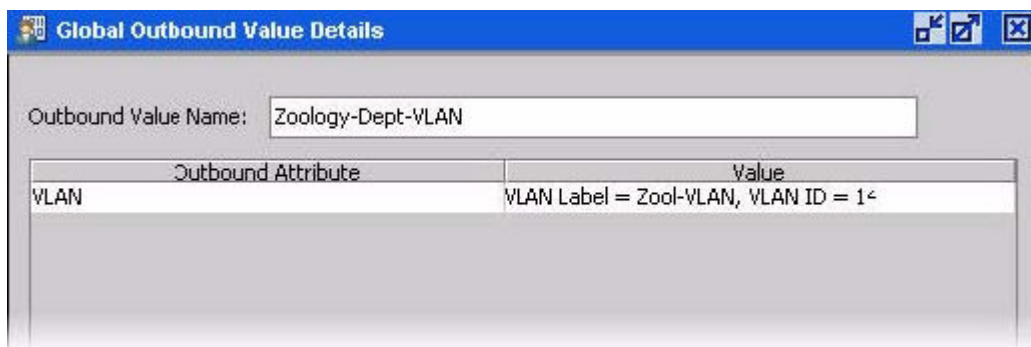 Global Outbound Value Details
Outbound Value Name: Zoology-Dept-VLAN
Outbound Attribute Value
VLAN VLAN Label = Zool-VLAN, VLAN ID = 14